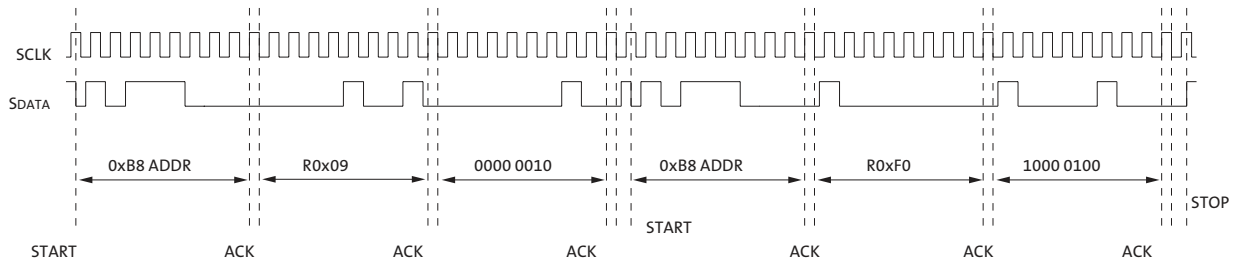 SCLK
SDATA
0xB8 ADDR R0x09 0000 0010 0xB8 ADDR R0xF0 1000 0100
STOP
START
START ACK ACK ACK ACK ACK ACK